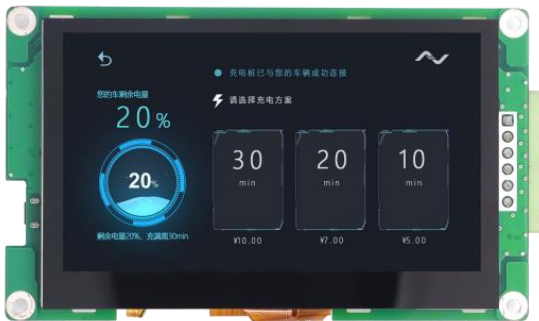 充电桩已与您的车辆成功连接
您的车剩余电量
20%
请选择充电方案
20%
剩余电量20%，充满需30min
30
min
¥10.00
20
min
¥7.00
10
min
¥5.00